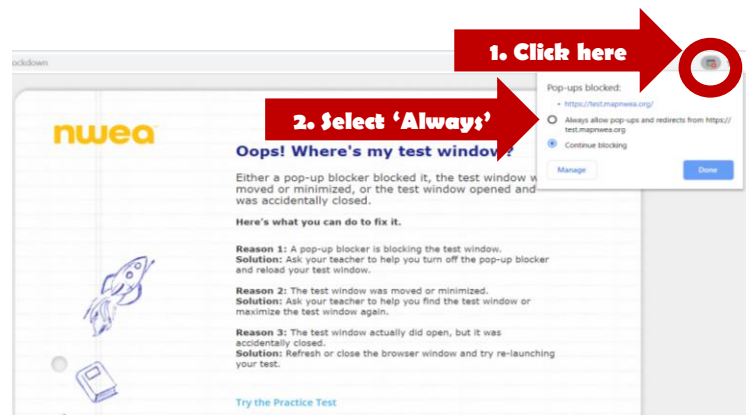 1. Click here
ockdown
Pop-ups blocked:
• https://test.mapnwea.org/
Always allow pop-ups and redirects from https://
test.mapnwea.org
Continue blocking
Manage
Done
2. Select ‘Always’
nwea
Oops! Where's my test window?
Either a pop-up blocker blocked it, the test window w
moved or minimized, or the test window opened and
was accidentally closed.
Here's what you can do to fix it.
Reason 1: A pop-up blocker is blocking the test window.
Solution: Ask your teacher to help you turn off the pop-up blocker
and reload your test window.
Reason 2: The test window was moved or minimized.
Solution: Ask your teacher to help you find the test window or
maximize the test window again.
Reason 3: The test window actually did open, but it was
accidentally closed.
Solution: Refresh or close the browser window and try re-launching
your test.
Try the Practice Test